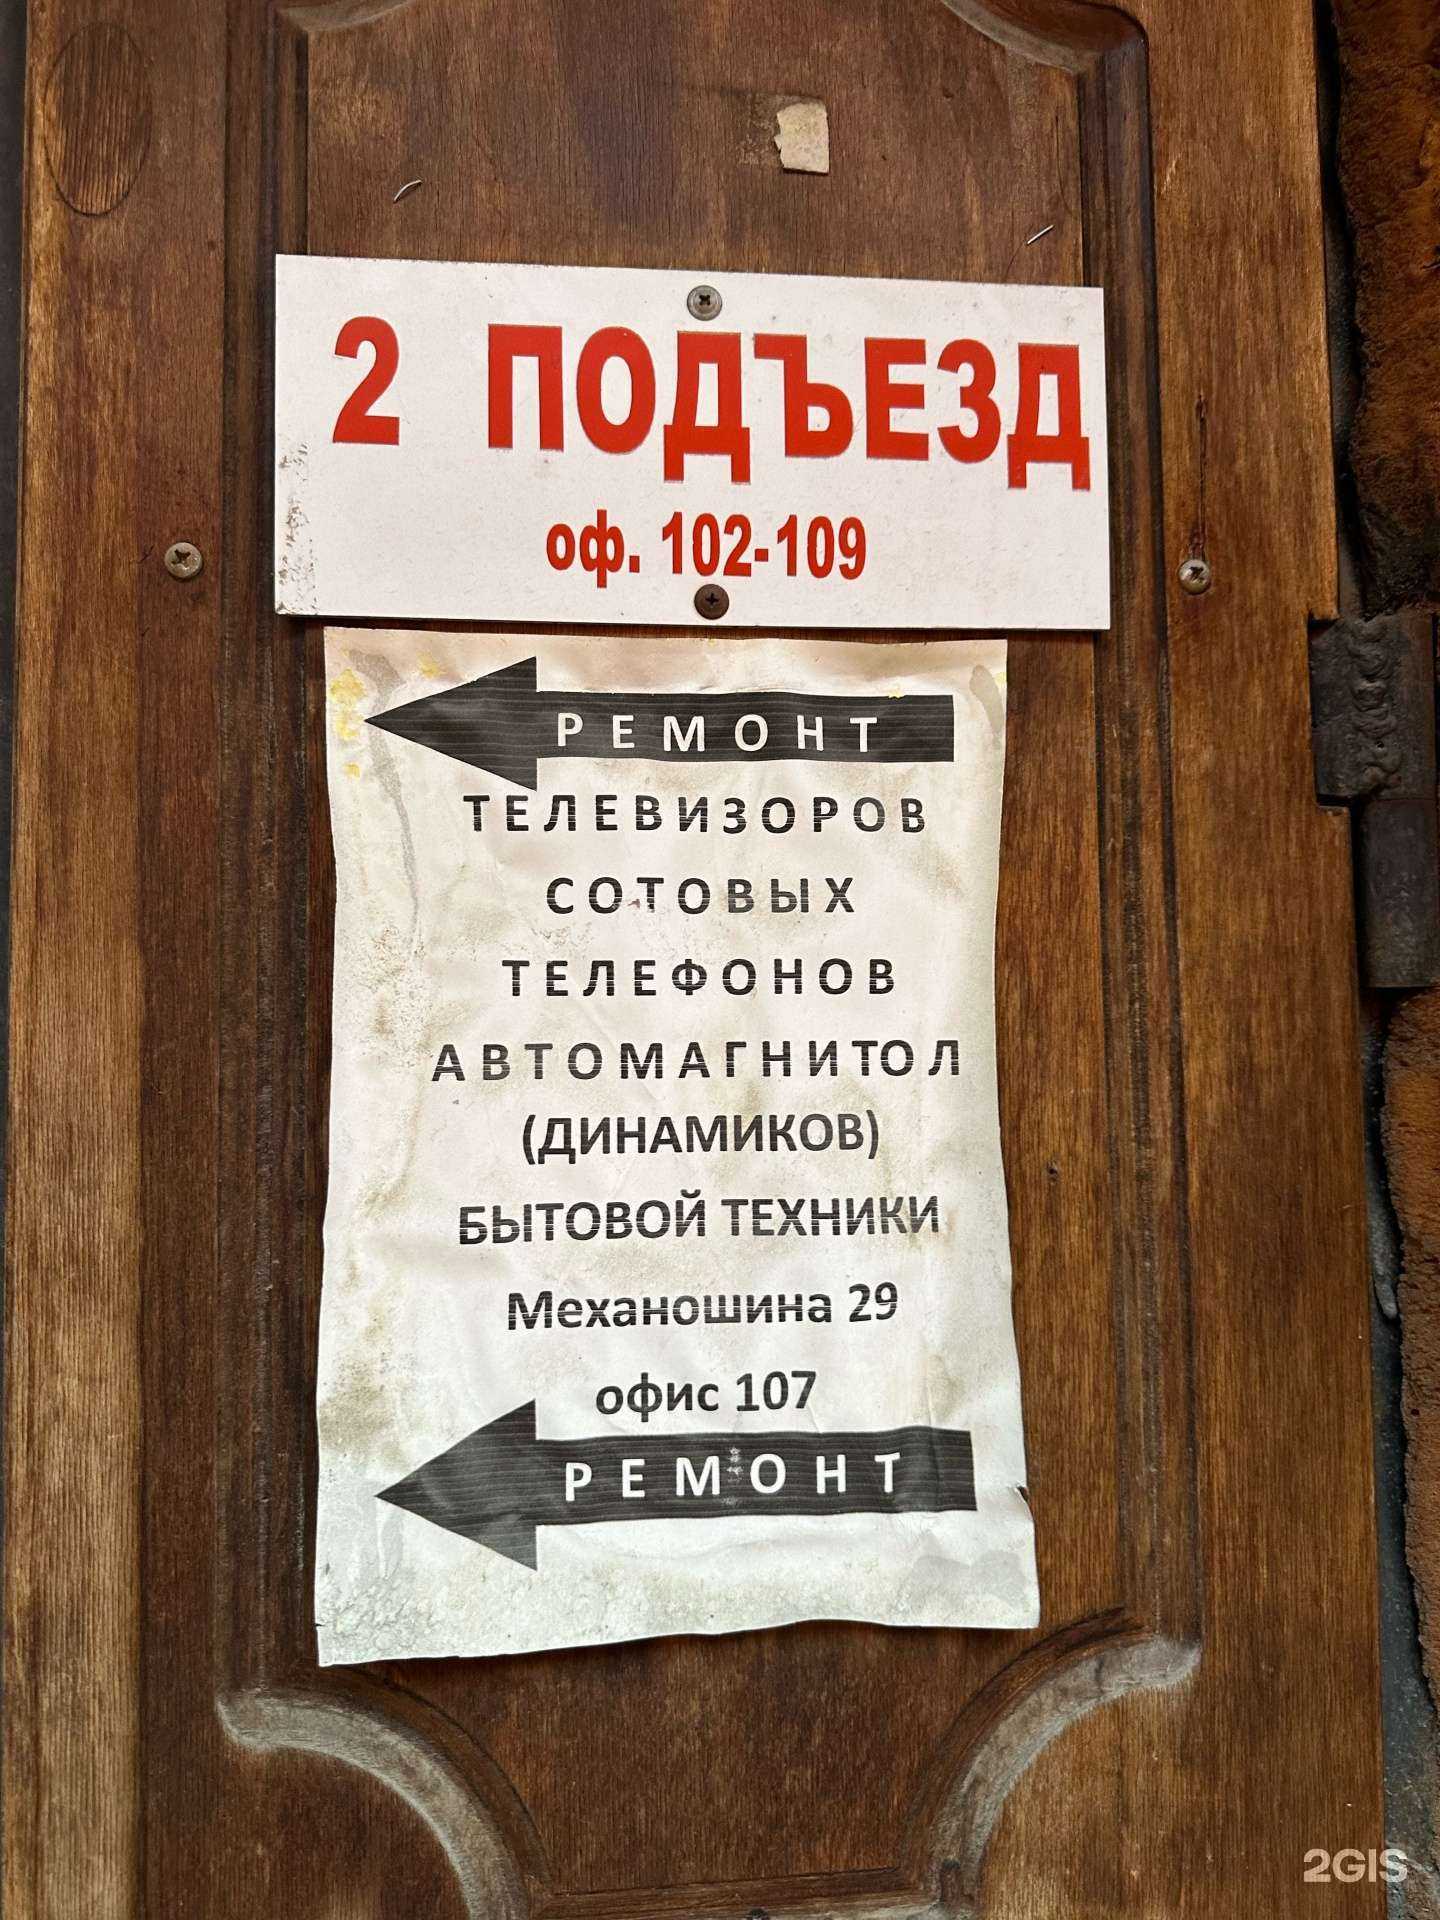 2 ПОДЪЕЗД
оф. 102-109
РЕМОНТ
ТЕЛЕВИЗОРОВ
СОТОВЫХ
ТЕЛЕФОНОВ
АВТОМАГНИТОЛ
(ДИНАМИКОВ)
БЫТОВОЙ ТЕХНИКИ
Механошина 29
офис 107
РЕМОНТ
2GIS